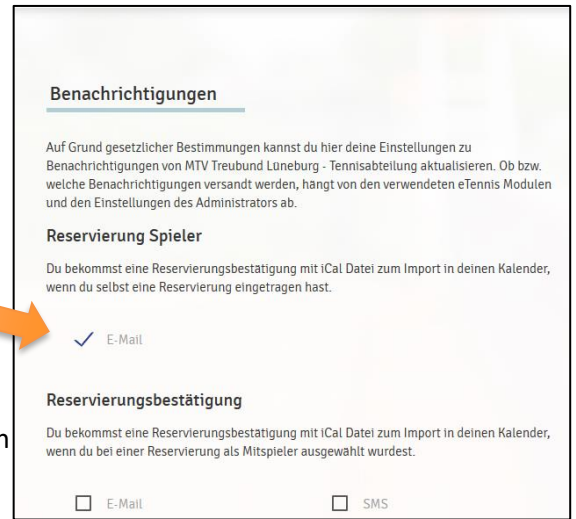 Benachrichtigungen
Auf Grund gesetzlicher Bestimmungen kannst du hier deine Einstellungen zu
Benachrichtigungen von MTV Treubund Lüneburg - Tennisabteilung aktualisieren. Ob bzw.
welche Benachrichtigungen versandt werden, hängt von den verwendeten eTennis Modulen
und den Einstellungen des Administrators ab.
Reservierung Spieler
Du bekommst eine Reservierungsbestätigung mit iCal Datei zum Import in deinen Kalender,
wenn du selbst eine Reservierung eingetragen hast.
E-Mail
Reservierungsbestätigung
Du bekommst eine Reservierungsbestätigung mit iCal Datei zum Import in deinen Kalender,
wenn du bei einer Reservierung als Mitspieler ausgewählt wurdest.
E-Mail SMS